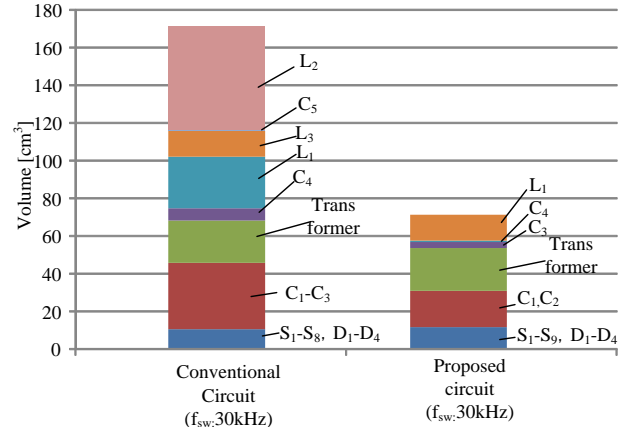 Volume [cm³]
180
160
140
120
100
80
60
40
20
0
L₂
C₅
L₃
L₁
C₄
Trans
former
C₁-C₃
S₁-S₈, D₁-D₄
L₁
C₄
C₃
Trans
former
C₁,C₂
S₁-S₉, D₁-D₄
Conventional
Circuit
(fsw:30kHz)
Proposed
circuit
(fsw:30kHz)